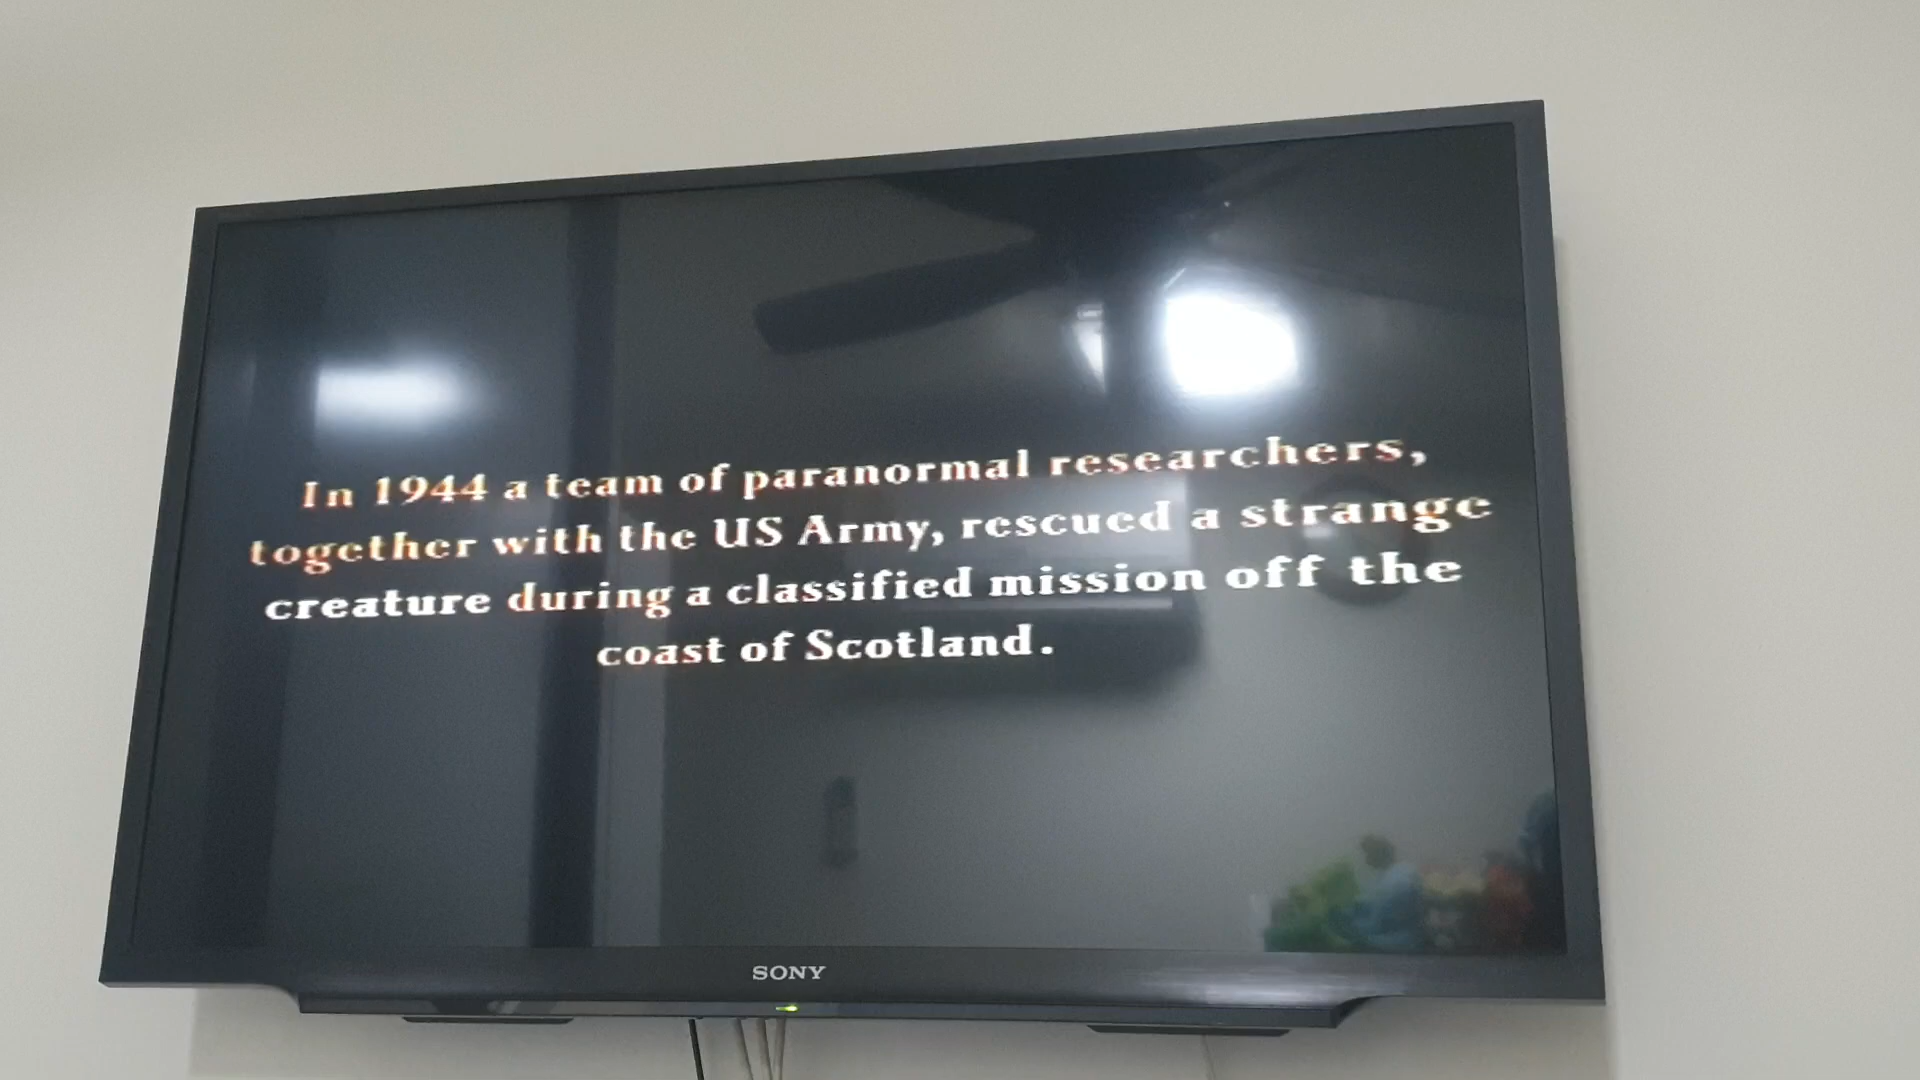 In 1944 a team of paranormal researchers,
together with the US Army, rescued a strange
creature during a classified mission off the
coast of Scotland.
SONY